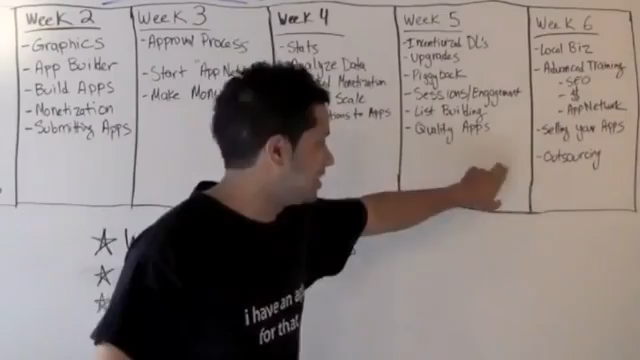 Week 2
- Graphics
- App Builder
- Build Apps
- Monetization
- Submitting Apps
Week 3
- Approval Process
- Start "App Net
- Make Mon
Week 4
- Stats
Analyze Data
Monetization
Scale
to Apps
Week 5
- Incentivized DL's
- Upgrades
- Piggyback
- Sessions/Engagement
- List Building
- Quality Apps
Week 6
- Local Biz
- Advanced Training
- SEO
- $
- App Network
- Selling your Apps
- Outsourcing
i have an a
for that